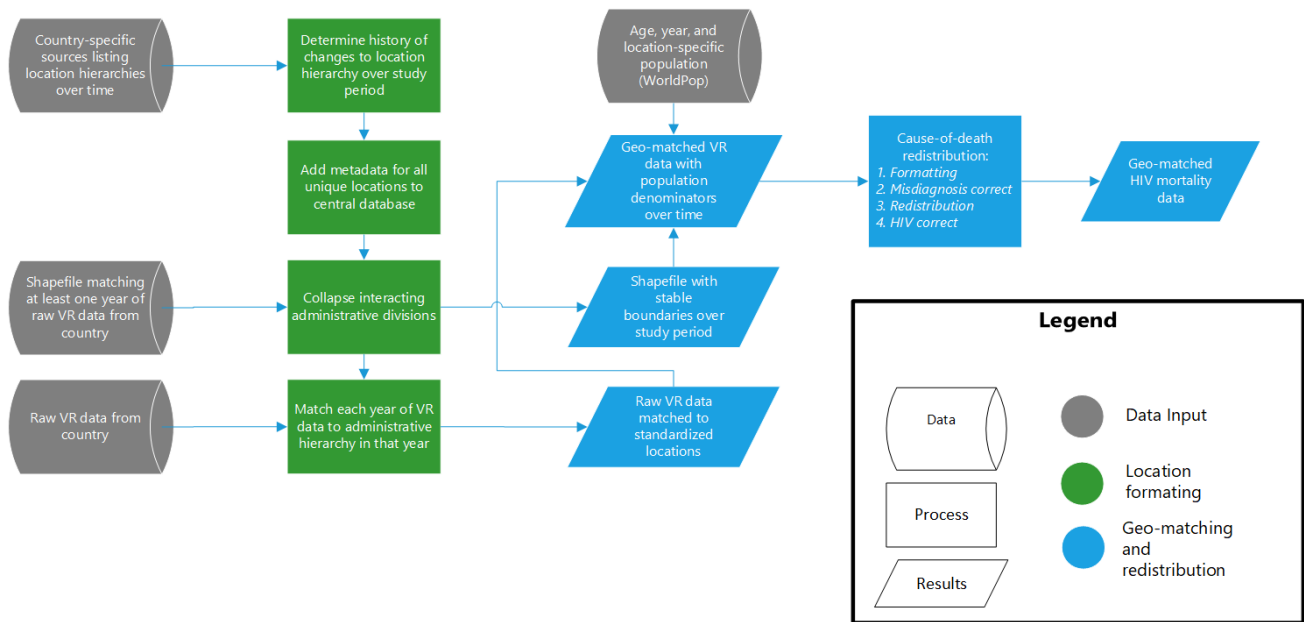 Country-specific
sources listing
location hierarchies
over time
Determine history of
changes to location
hierarchy over study
period
Age, year, and
location-specific
population
(WorldPop)
Add metadata for all
unique locations to
central database
Geo-matched VR
data with
population
denominators
over time
Cause-of-death
redistribution:
1. Formatting
2. Misdiagnosis correct
3. Redistribution
4. HIV correct
Geo-matched
HIV mortality
data
Shapefile matching
at least one year of
raw VR data from
country
Collapse interacting
administrative divisions
Shapefile with
stable
boundaries over
study period
Raw VR data from
country
Match each year of VR
data to administrative
hierarchy in that year
Raw VR data
matched to
standardized
locations
Legend
Data
Process
Results
Data Input
Location
formating
Geo-matching
and
redistribution